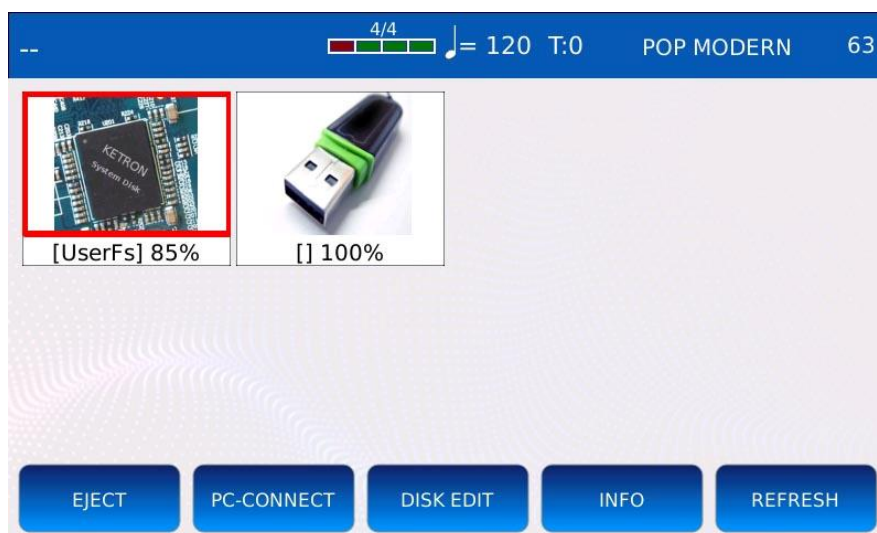 4/4
-- = 120 T:0 POP MODERN 63
KETRON
System Disk
[UserFs] 85% [] 100%
EJECT PC-CONNECT DISK EDIT INFO REFRESH